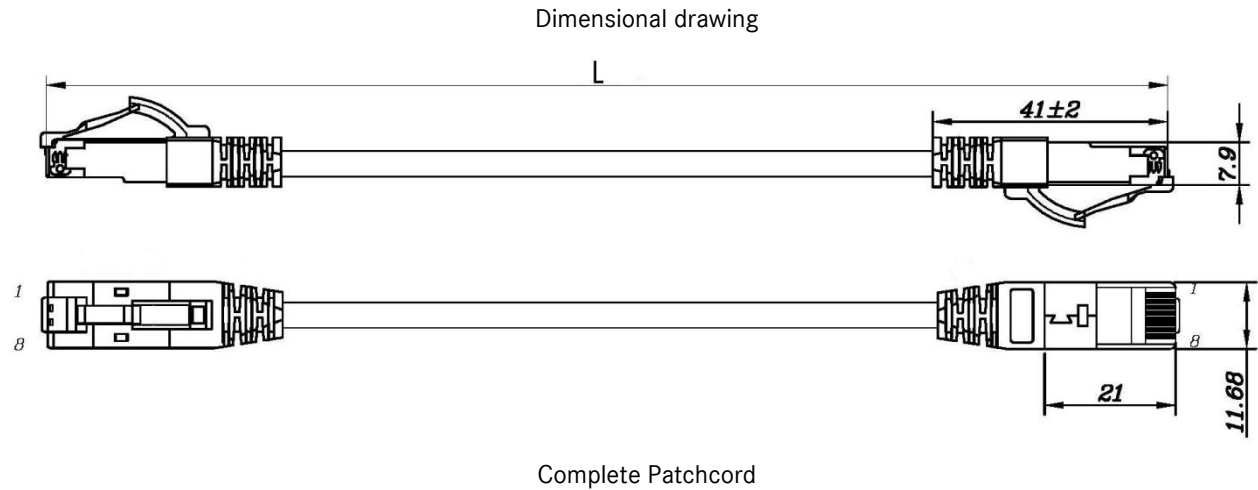 Dimensional drawing
L
41±2
7.9
1
8
1
8
21
11.68
Complete Patchcord